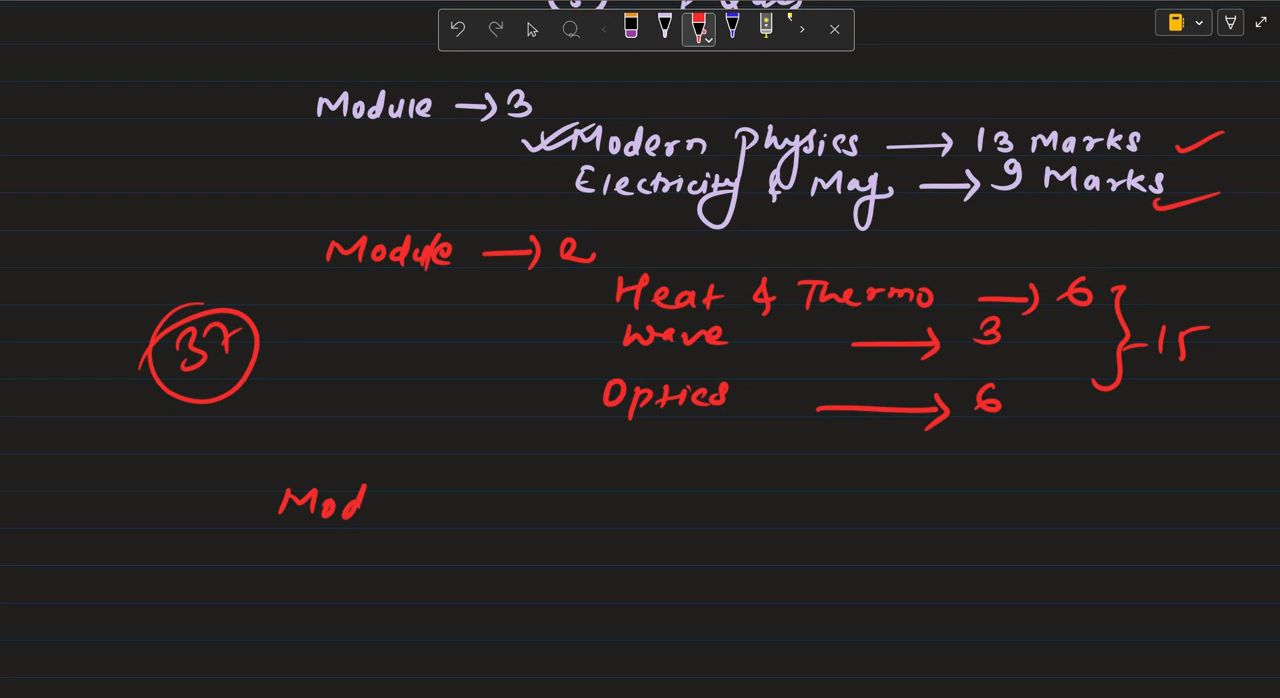 Module → 3
Modern Physics → 13 Marks
Electricity & Mag. → 9 Marks
Module → 2
Heat & Thermo → 6
Wave → 3
} - 15
37
Optics → 6
Mod